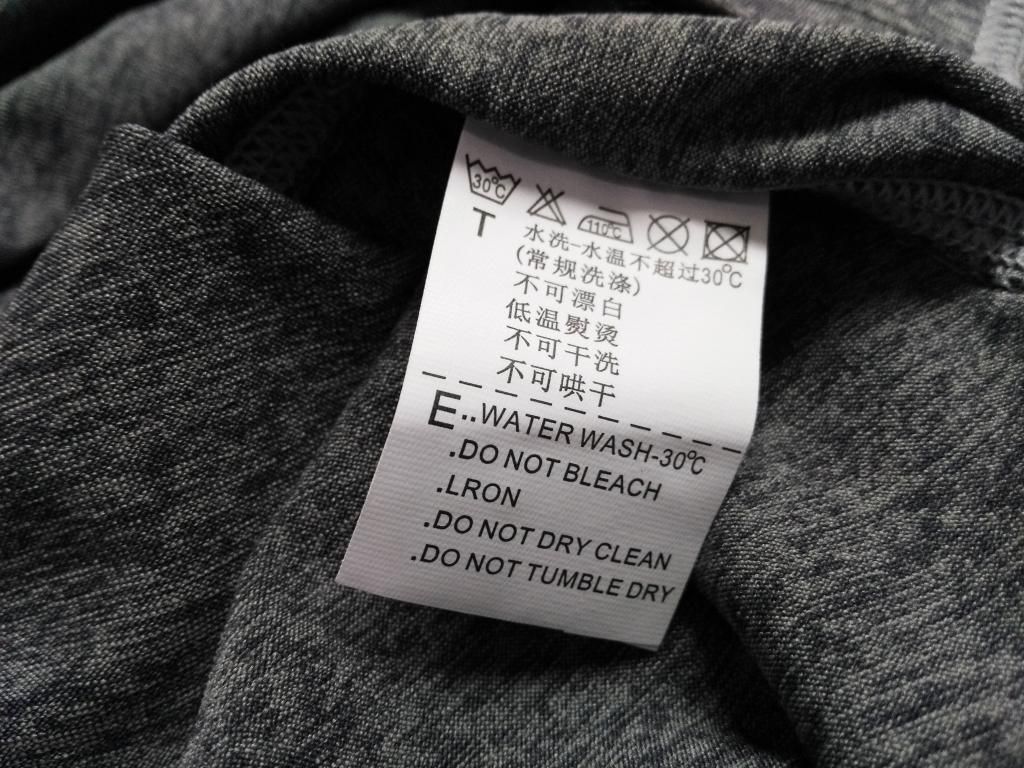 30℃
110℃
T
水洗-水温不超过30℃
(常规洗涤)
不可漂白
低温熨烫
不可干洗
不可哄干
E..WATER WASH-30℃
.DO NOT BLEACH
.LRON
.DO NOT DRY CLEAN
.DO NOT TUMBLE DRY